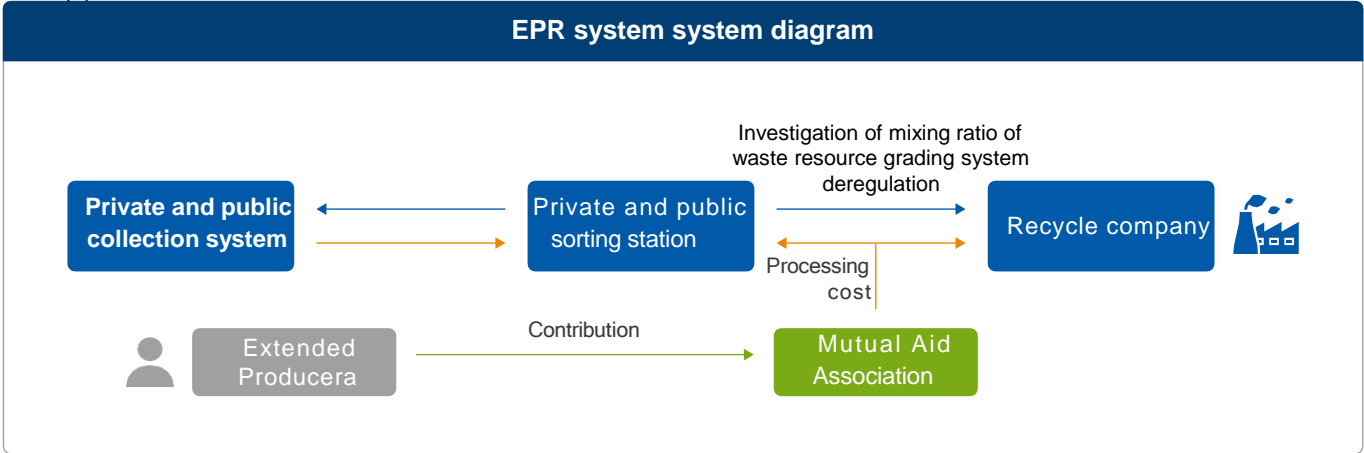 EPR system system diagram
Investigation of mixing ratio of
waste resource grading system
deregulation
Private and public
collection system
Private and public
sorting station
Recycle company
Processing
cost
Contribution
Extended
Producera
Mutual Aid
Association